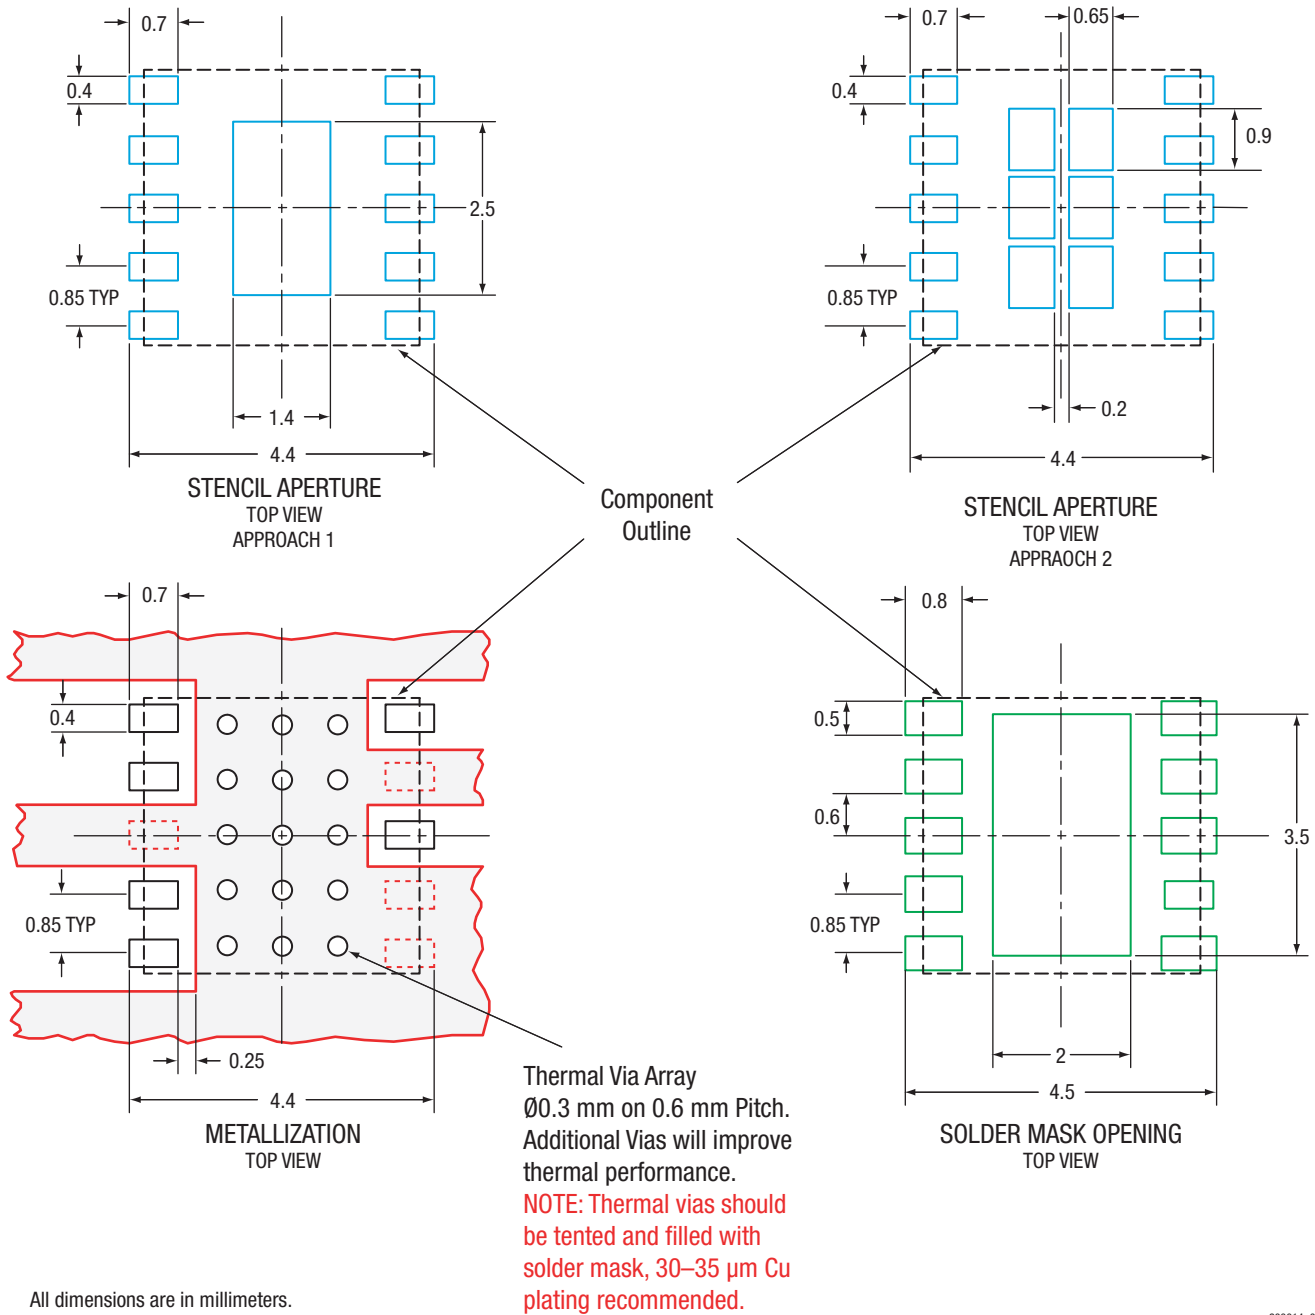 0.7
0.4
2.5
0.85 TYP
1.4
4.4
STENCIL APERTURE
TOP VIEW
APPROACH 1
0.7
0.65
0.4
0.9
0.85 TYP
0.2
4.4
STENCIL APERTURE
TOP VIEW
APPRAOCH 2
Component
Outline
0.7
0.4
0.85 TYP
0.25
4.4
METALLIZATION
TOP VIEW
Thermal Via Array
Ø0.3 mm on 0.6 mm Pitch.
Additional Vias will improve
thermal performance.
NOTE: Thermal vias should
be tented and filled with
solder mask, 30–35 µm Cu
plating recommended.
0.8
0.5
0.6
3.5
0.85 TYP
2
4.5
SOLDER MASK OPENING
TOP VIEW
All dimensions are in millimeters.